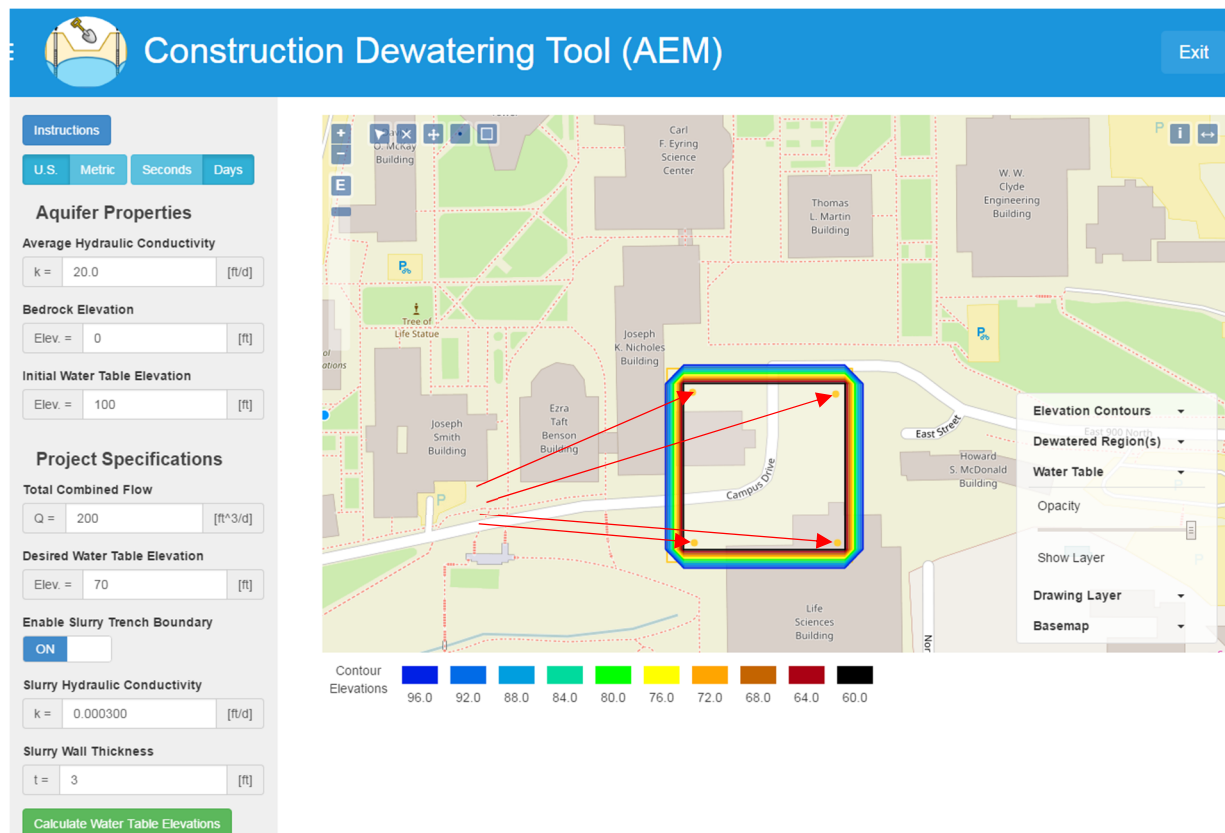 Construction Dewatering Tool (AEM)
Exit
Instructions
U.S.
Metric
Seconds
Days
Aquifer Properties
Average Hydraulic Conductivity
k =
20.0
[ft/d]
Bedrock Elevation
Elev. =
0
[ft]
Initial Water Table Elevation
Elev. =
100
[ft]
Project Specifications
Total Combined Flow
Q =
200
[ft^3/d]
Desired Water Table Elevation
Elev. =
70
[ft]
Enable Slurry Trench Boundary
ON
Slurry Hydraulic Conductivity
k =
0.000300
[ft/d]
Slurry Wall Thickness
t =
3
[ft]
Calculate Water Table Elevations
+
−
E
i
O. McKay
Building
Carl
F. Eyring
Science
Center
P
W. W.
Clyde
Engineering
Building
Thomas
L. Martin
Building
P
Tree of
Life Statue
P
Joseph
K. Nicholes
Building
Joseph
Smith
Building
Ezra
Taft
Benson
Building
P
Campus Drive
East Street
East 900 North
Howard
S. McDonald
Building
Life
Sciences
Building
Nor
Elevation Contours
Dewatered Region(s)
Water Table
Opacity
Show Layer
Drawing Layer
Basemap
Contour
Elevations
96.0
92.0
88.0
84.0
80.0
76.0
72.0
68.0
64.0
60.0